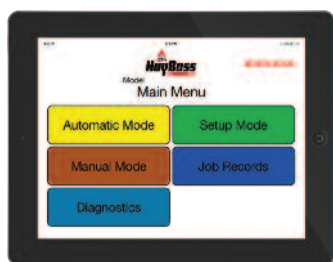 HayBoss
Model
Main Menu
Automatic Mode
Setup Mode
Manual Mode
Job Records
Diagnostics